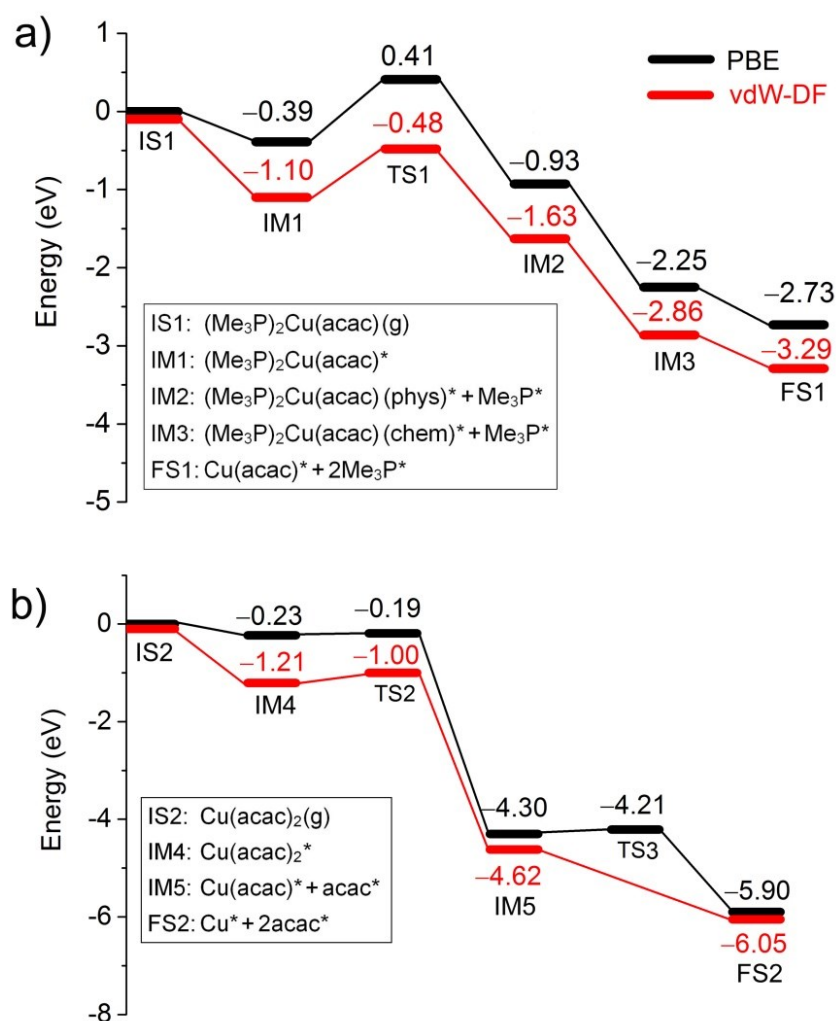 a)
1
0
-1
-2
-3
-4
-5
Energy (eV)
PBE
vdW-DF
IS1
−0.39
−1.10
IM1
0.41
−0.48
TS1
−0.93
−1.63
IM2
−2.25
−2.86
IM3
−2.73
−3.29
FS1
IS1: (Me₃P)₂Cu(acac)(g)
IM1: (Me₃P)₂Cu(acac)*
IM2: (Me₃P)₂Cu(acac)(phys)* + Me₃P*
IM3: (Me₃P)₂Cu(acac)(chem)* + Me₃P*
FS1: Cu(acac)* + 2Me₃P*
b)
0
-2
-4
-6
-8
Energy (eV)
IS2
−0.23
−1.21
IM4
−0.19
−1.00
TS2
−4.30
−4.62
IM5
−4.21
TS3
−5.90
−6.05
FS2
IS2: Cu(acac)₂(g)
IM4: Cu(acac)₂*
IM5: Cu(acac)* + acac*
FS2: Cu* + 2acac*